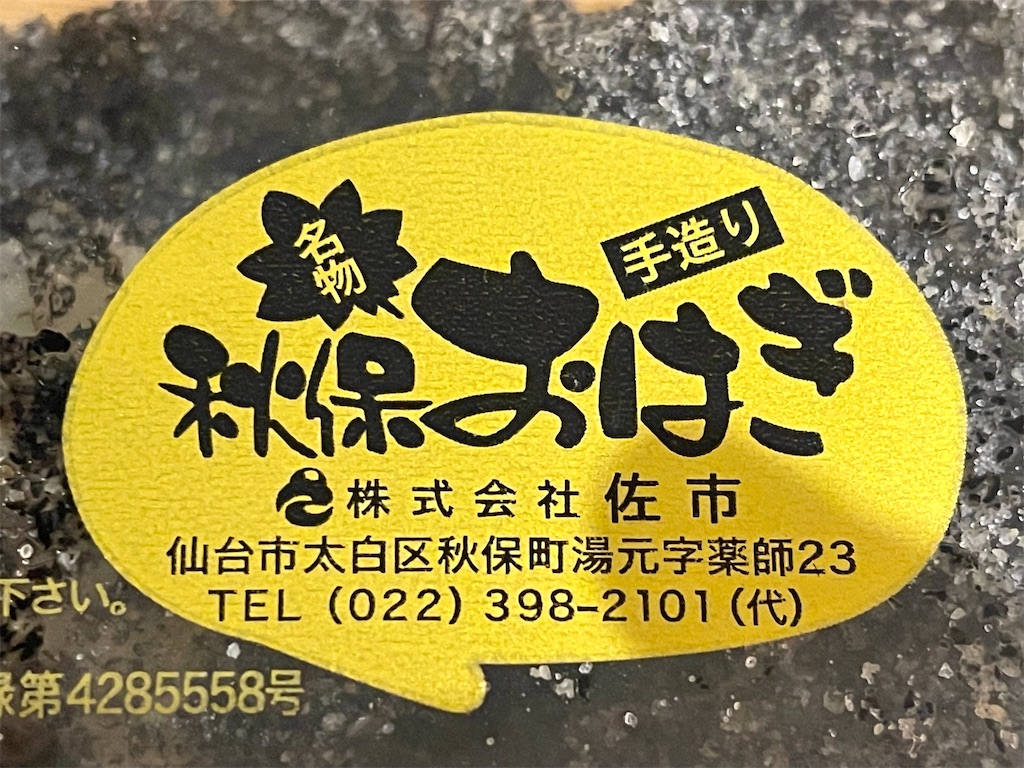 名物
手造り
秋保おはぎ
株式会社佐市
仙台市太白区秋保町湯元字薬師23
TEL (022) 398-2101 (代)
下さい。
録第4285558号